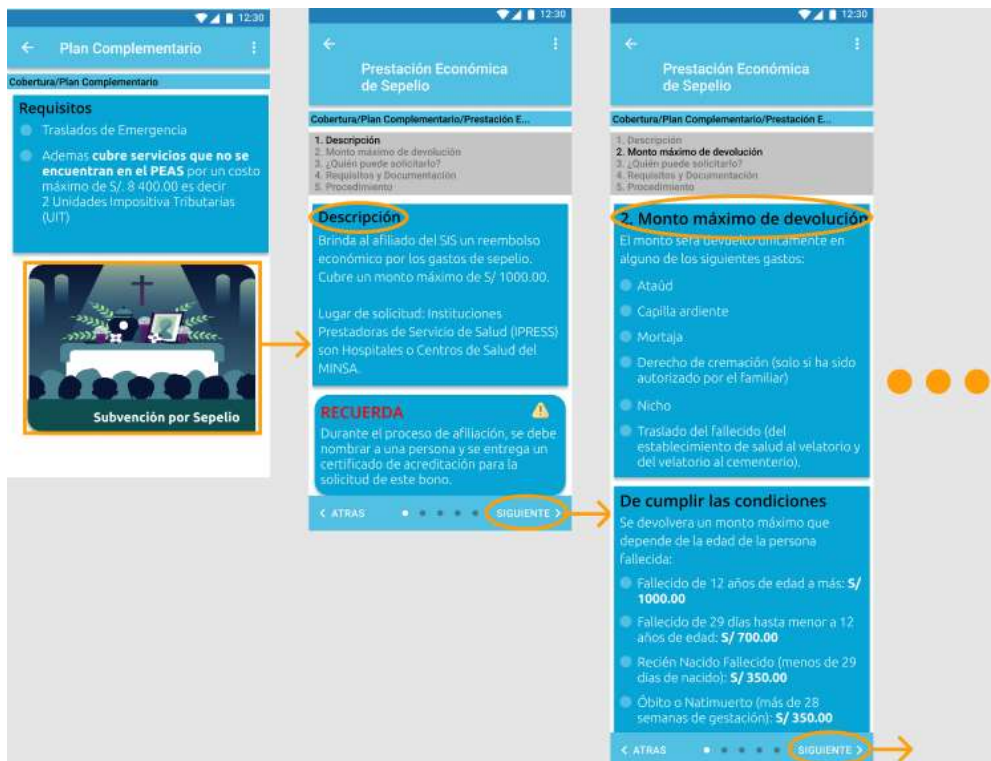 12:30
Plan Complementario
Cobertura/Plan Complementario
Requisitos
Traslados de Emergencia
Ademas cubre servicios que no se
encuentran en el PEAS por un costo
máximo de S/. 8 400.00 es decir
2 Unidades Impositiva Tributarias
(UIT)
Subvención por Sepelio
12:30
Prestación Económica
de Sepelio
Cobertura/Plan Complementario/Prestación E...
1. Descripción
2. Monto máximo de devolución
3. ¿Quién puede solicitarlo?
4. Requisitos y Documentación
5. Procedimiento
Descripción
Brinda al afiliado del SIS un reembolso
económico por los gastos de sepelio.
Cubre un monto máximo de S/ 1000.00.
Lugar de solicitud: Instituciones
Prestadoras de Servicio de Salud (IPRESS)
son Hospitales o Centros de Salud del
MINSA.
RECUERDA
Durante el proceso de afiliación, se debe
nombrar a una persona y se entrega un
certificado de acreditación para la
solicitud de este bono.
ATRAS
SIGUIENTE
12:30
Prestación Económica
de Sepelio
Cobertura/Plan Complementario/Prestación E...
1. Descripción
2. Monto máximo de devolución
3. ¿Quién puede solicitarlo?
4. Requisitos y Documentación
5. Procedimiento
2. Monto máximo de devolución
El monto será devuelto únicamente en
alguno de los siguientes gastos:
Ataúd
Capilla ardiente
Mortaja
Derecho de cremación (solo si ha sido
autorizado por el familiar)
Nicho
Traslado del fallecido (del
establecimiento de salud al velatorio y
del velatorio al cementerio).
De cumplir las condiciones
Se devolvera un monto máximo que
depende de la edad de la persona
fallecida:
Fallecido de 12 años de edad a más: S/
1000.00
Fallecido de 29 días hasta menor a 12
años de edad: S/ 700.00
Recién Nacido Fallecido (menos de 29
dias de nacido): S/ 350.00
Óbito o Natimuerto (más de 28
semanas de gestación): S/ 350.00
ATRAS
SIGUIENTE